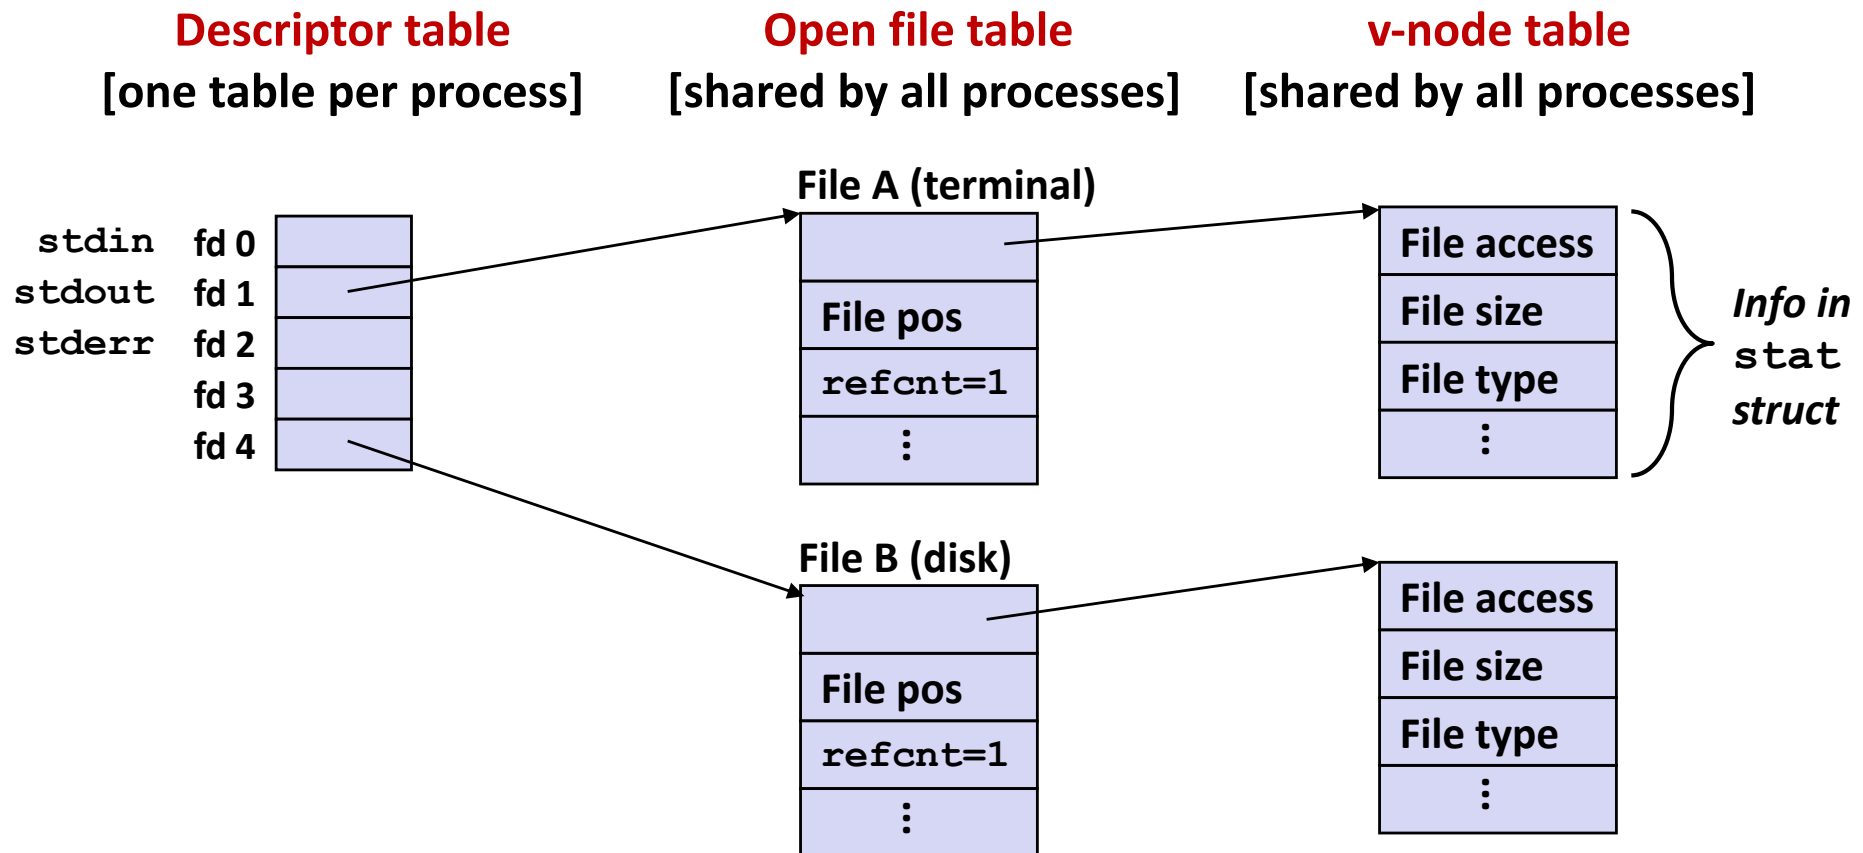 Descriptor table
[one table per process]
Open file table
[shared by all processes]
v-node table
[shared by all processes]
stdin fd 0
stdout fd 1
stderr fd 2
fd 3
fd 4
File A (terminal)
File pos
refcnt=1
⋮
File access
File size
File type
⋮
Info in
stat
struct
File B (disk)
File pos
refcnt=1
⋮
File access
File size
File type
⋮